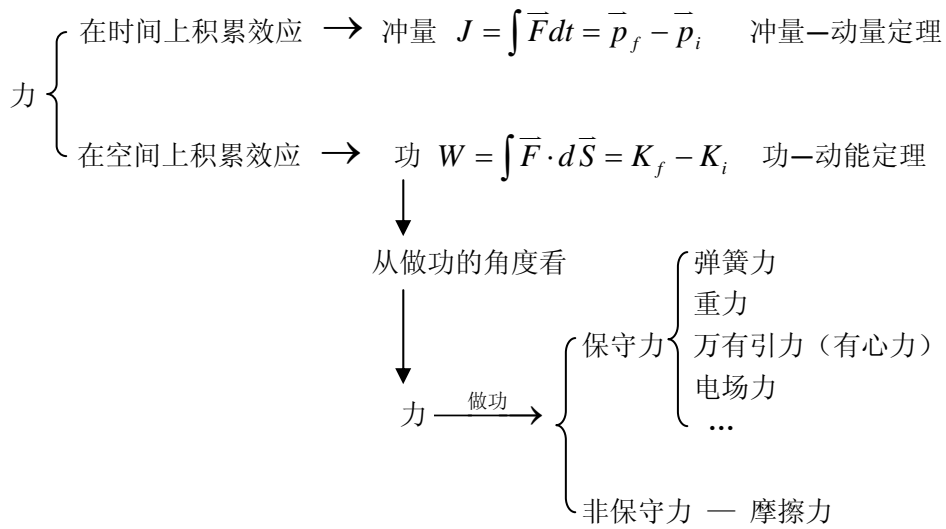 在时间上积累效应 → 冲量 J = ∫ F̅dt = p̅_f − p̅_i 冲量—动量定理
力
在空间上积累效应 → 功 W = ∫ F̅·dS̅ = K_f − K_i 功—动能定理
从做功的角度看
弹簧力
重力
保守力 万有引力（有心力）
电场力
力 做功 → …
非保守力 — 摩擦力